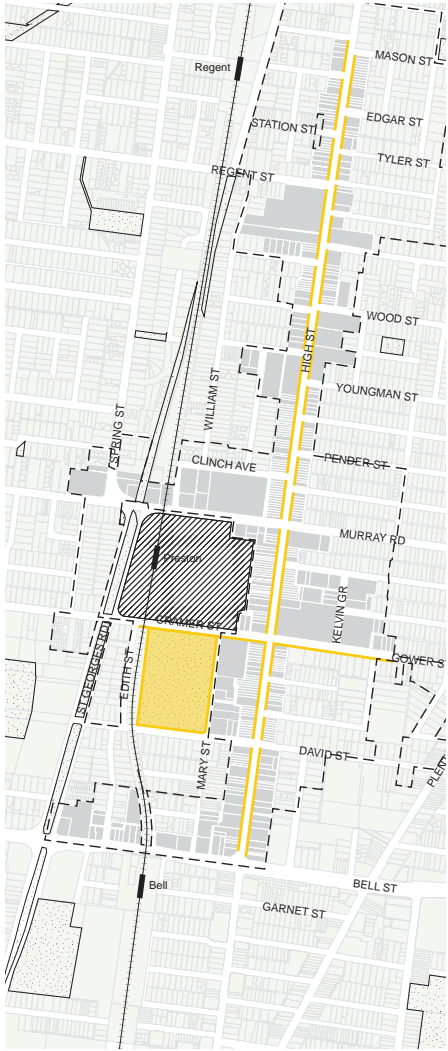 MASON ST
Regent
EDGAR ST
STATION ST
TYLER ST
REGENT ST
WOOD ST
HIGH ST
WILLIAM ST
YOUNGMAN ST
SPRING ST
CLINCH AVE
PENDER ST
MURRAY RD
Preston
KELVIN GR
CRAMER ST
GOWER ST
ST GEORGES RD
EDITH ST
MARY ST
DAVID ST
PLENT
Bell
BELL ST
GARNET ST